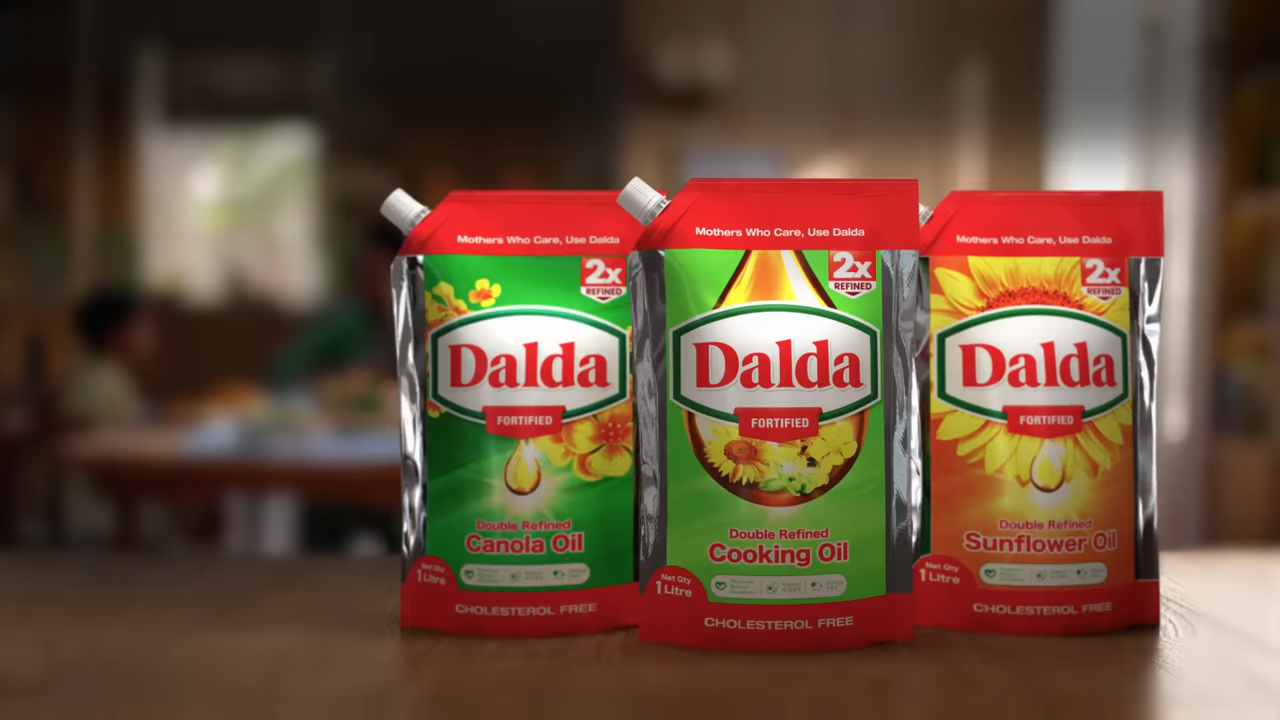 Mothers Who Care, Use Dalda
2x
REFINED
Dalda
FORTIFIED
Double Refined
Canola Oil
Net Qty
1 Litre
CHOLESTEROL FREE
Mothers Who Care, Use Dalda
2x
REFINED
Dalda
FORTIFIED
Double Refined
Cooking Oil
Net Qty
1 Litre
CHOLESTEROL FREE
Mothers Who Care, Use Dalda
2x
REFINED
Dalda
FORTIFIED
Double Refined
Sunflower Oil
Net Qty
1 Litre
CHOLESTEROL FREE